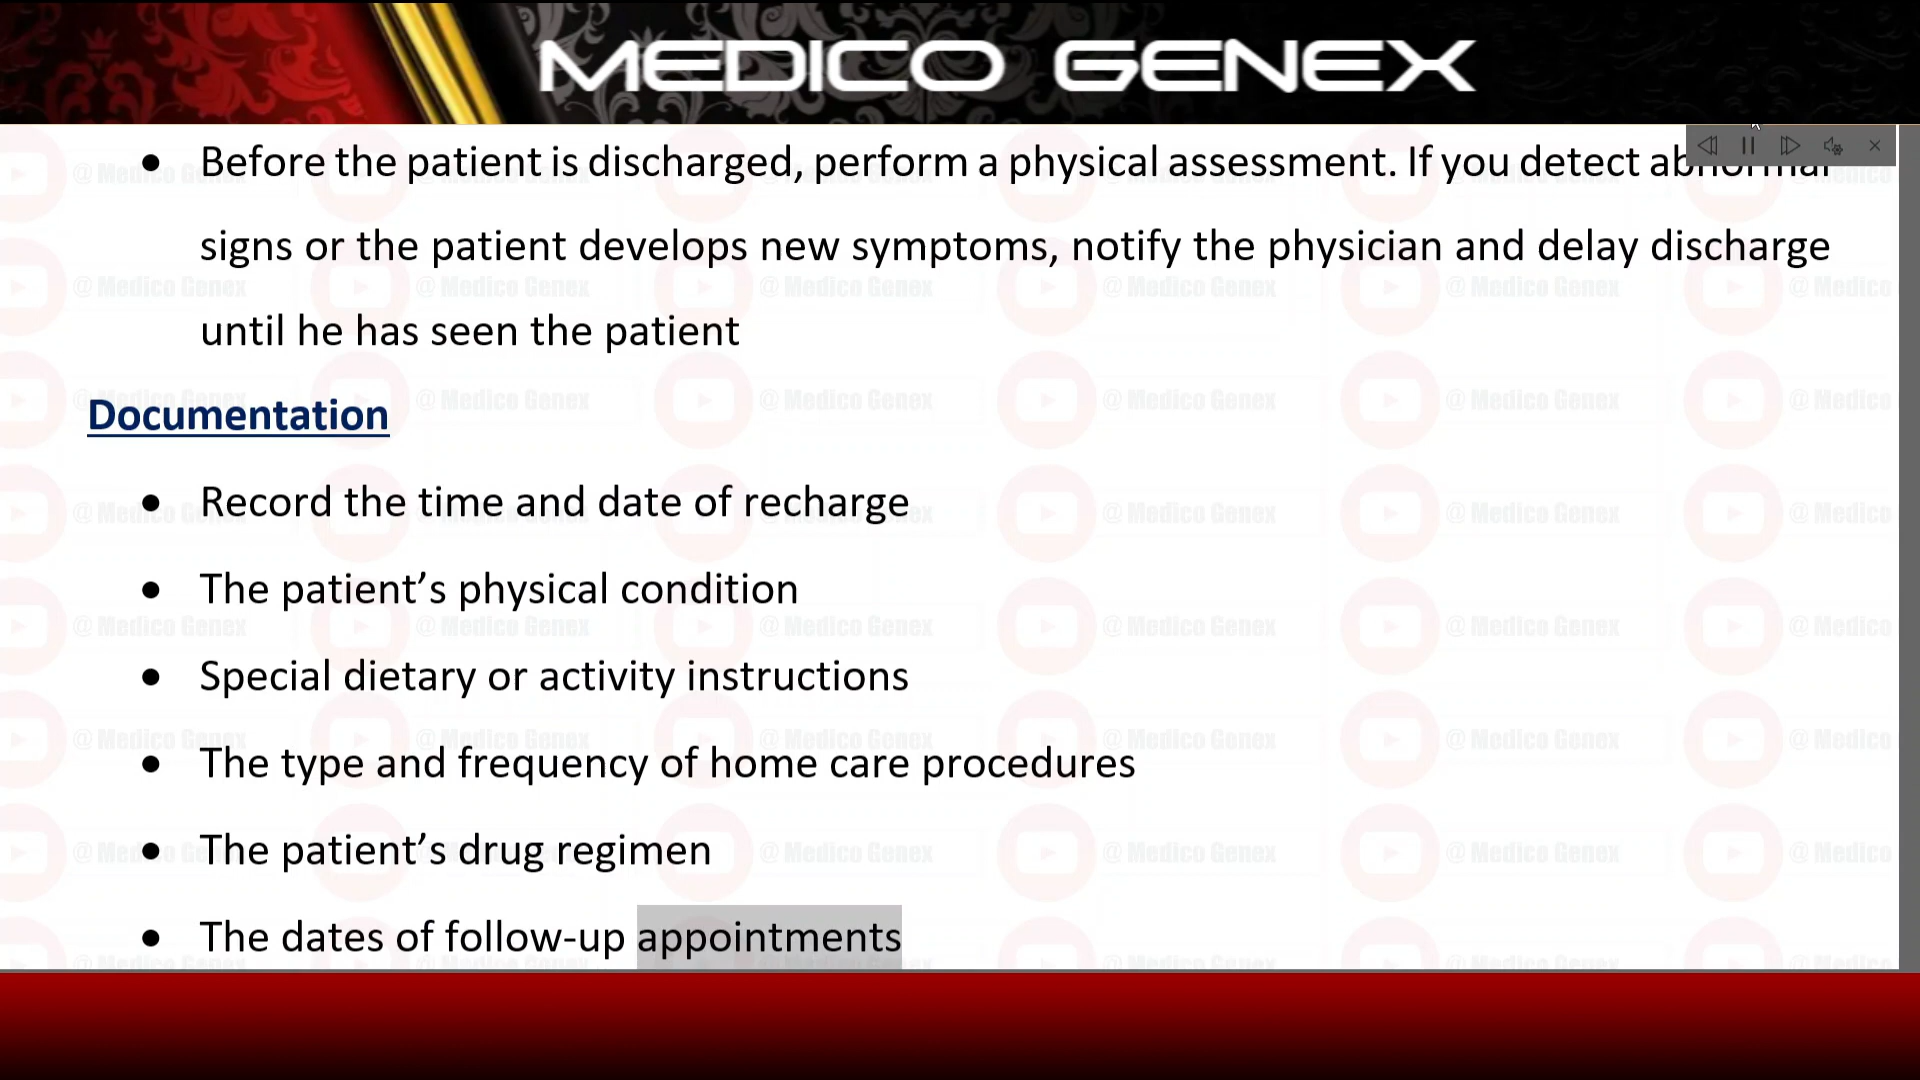 MEDICO GENEX
• Before the patient is discharged, perform a physical assessment. If you detect abnormal
signs or the patient develops new symptoms, notify the physician and delay discharge
until he has seen the patient
Documentation
• Record the time and date of recharge
• The patient’s physical condition
• Special dietary or activity instructions
• The type and frequency of home care procedures
• The patient’s drug regimen
• The dates of follow-up appointments
@ Medico Genex